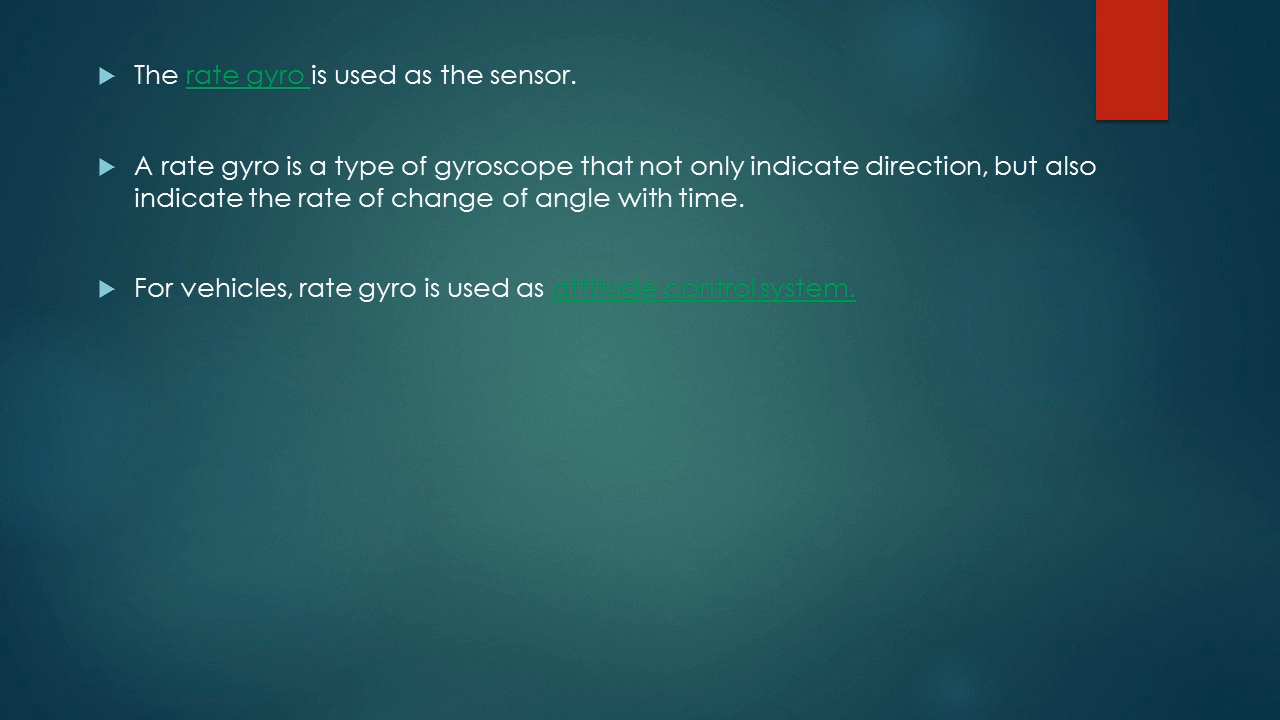 The rate gyro is used as the sensor.
A rate gyro is a type of gyroscope that not only indicate direction, but also
indicate the rate of change of angle with time.
For vehicles, rate gyro is used as attitude control system.